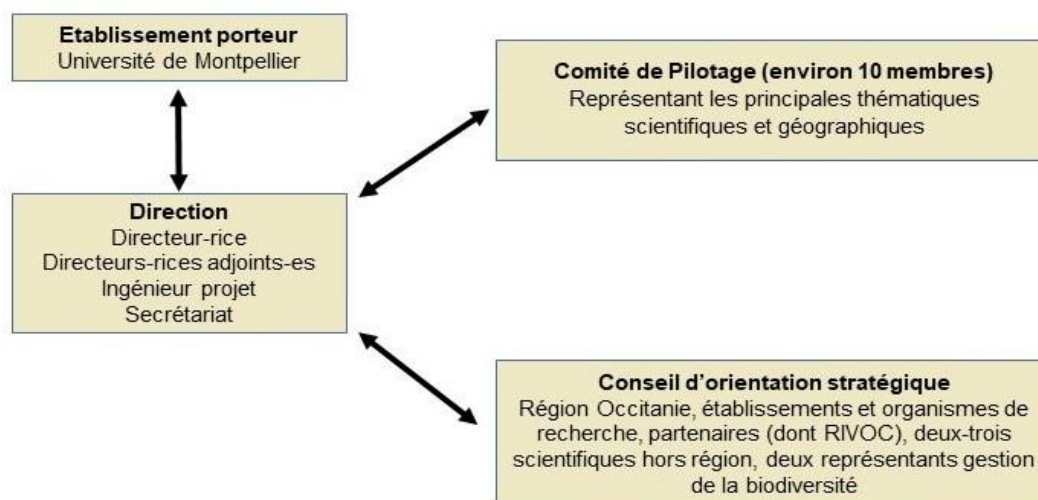 Etablissement porteur
Université de Montpellier
Comité de Pilotage (environ 10 membres)
Représentant les principales thématiques
scientifiques et géographiques
Direction
Directeur-rice
Directeurs-rices adjoints-es
Ingénieur projet
Secrétariat
Conseil d'orientation stratégique
Région Occitanie, établissements et organismes de
recherche, partenaires (dont RIVOC), deux-trois
scientifiques hors région, deux représentants gestion
de la biodiversité